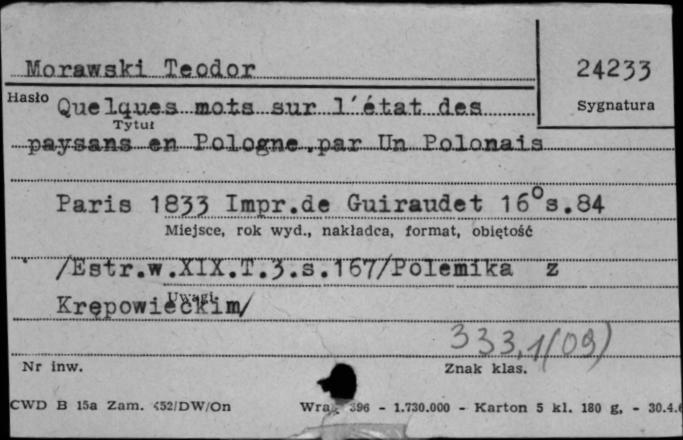 Morawski Teodor
24233
Hasło
Sygnatura
Quelques mots sur l'état des
Tytuł
paysans en Pologne.par Un Polonais
Paris 1833 Impr.de Guiraudet 16°s.84
Miejsce, rok wyd., nakładca, format, objętość
/Estr.w.XIX.T.3.s.167/Polemika z
Uwagi
Krępowieckim/
333,1(09)
Nr inw.
Znak klas.
CWD B 15a Zam. 452/DW/On
396 - 1.730.000 - Karton 5 kl. 180 g, - 30.4.